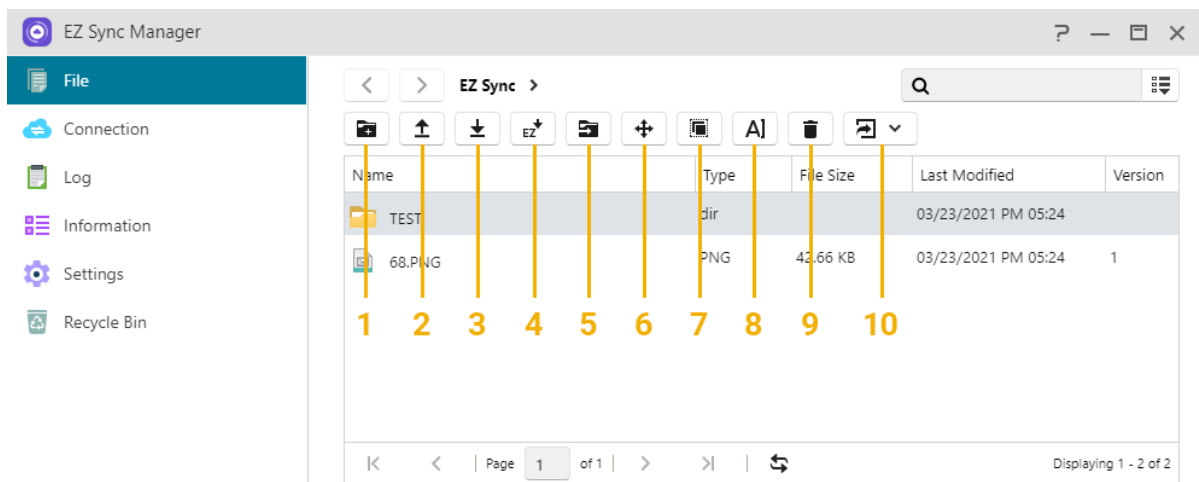 EZ Sync Manager
File
Connection
Log
Information
Settings
Recycle Bin
EZ Sync >
EZ
A]
Name Type File Size Last Modified Version
TEST dir 03/23/2021 PM 05:24
68.PNG PNG 42.66 KB 03/23/2021 PM 05:24 1
1 2 3 4 5 6 7 8 9 10
Page 1 of 1
Displaying 1 - 2 of 2